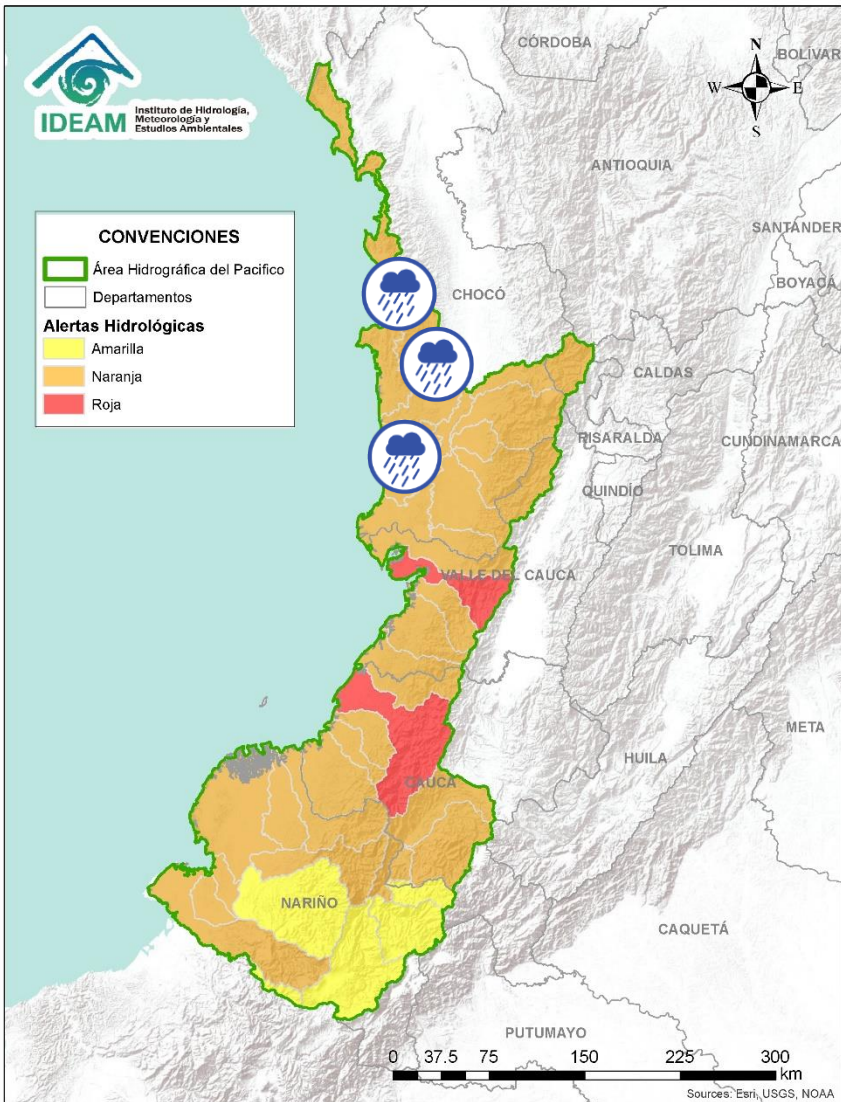 IDEAM
Instituto de Hidrología,
Meteorología y
Estudios Ambientales
CÓRDOBA
BOLÍVAR
N
W
E
S
ANTIOQUIA
SANTANDER
BOYACÁ
CONVENCIONES
Área Hidrográfica del Pacifico
Departamentos
Alertas Hidrológicas
Amarilla
Naranja
Roja
CHOCÓ
CALDAS
RISARALDA
CUNDINAMARCA
QUINDÍO
TOLIMA
VALLE DEL CAUCA
META
HUILA
CAUCA
NARIÑO
CAQUETÁ
PUTUMAYO
0 37.5 75 150 225 300
km
Sources: Esri, USGS, NOAA